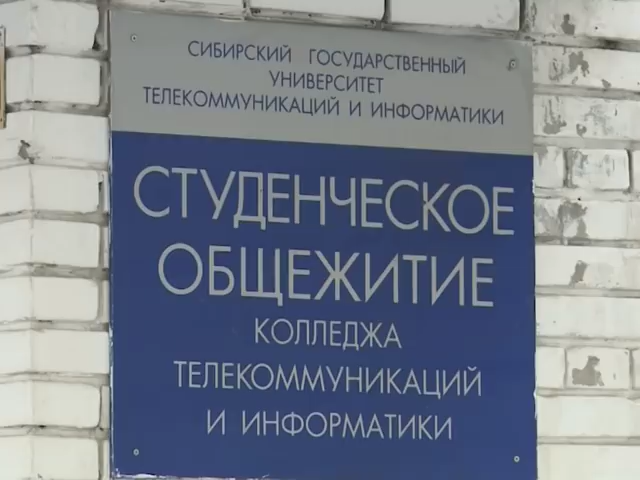 СИБИРСКИЙ ГОСУДАРСТВЕННЫЙ
УНИВЕРСИТЕТ
ТЕЛЕКОММУНИКАЦИЙ И ИНФОРМАТИКИ
СТУДЕНЧЕСКОЕ
ОБЩЕЖИТИЕ
КОЛЛЕДЖА
ТЕЛЕКОММУНИКАЦИЙ
И ИНФОРМАТИКИ